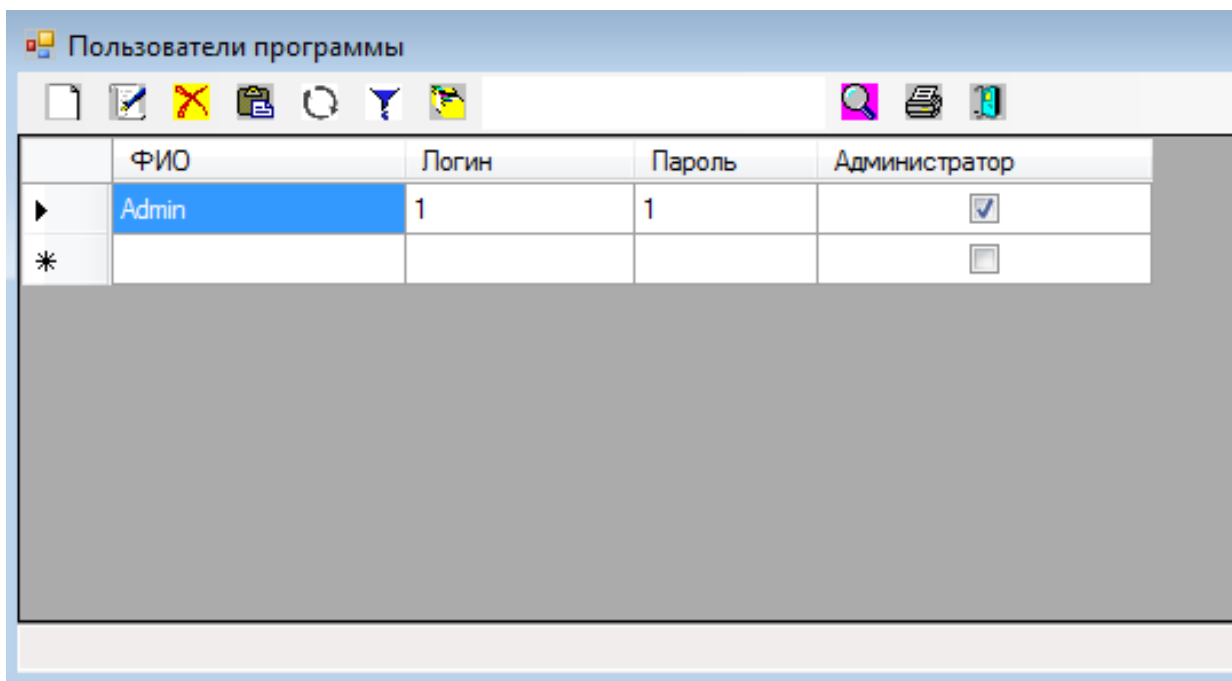 Пользователи программы
ФИО Логин Пароль Администратор
Admin 1 1